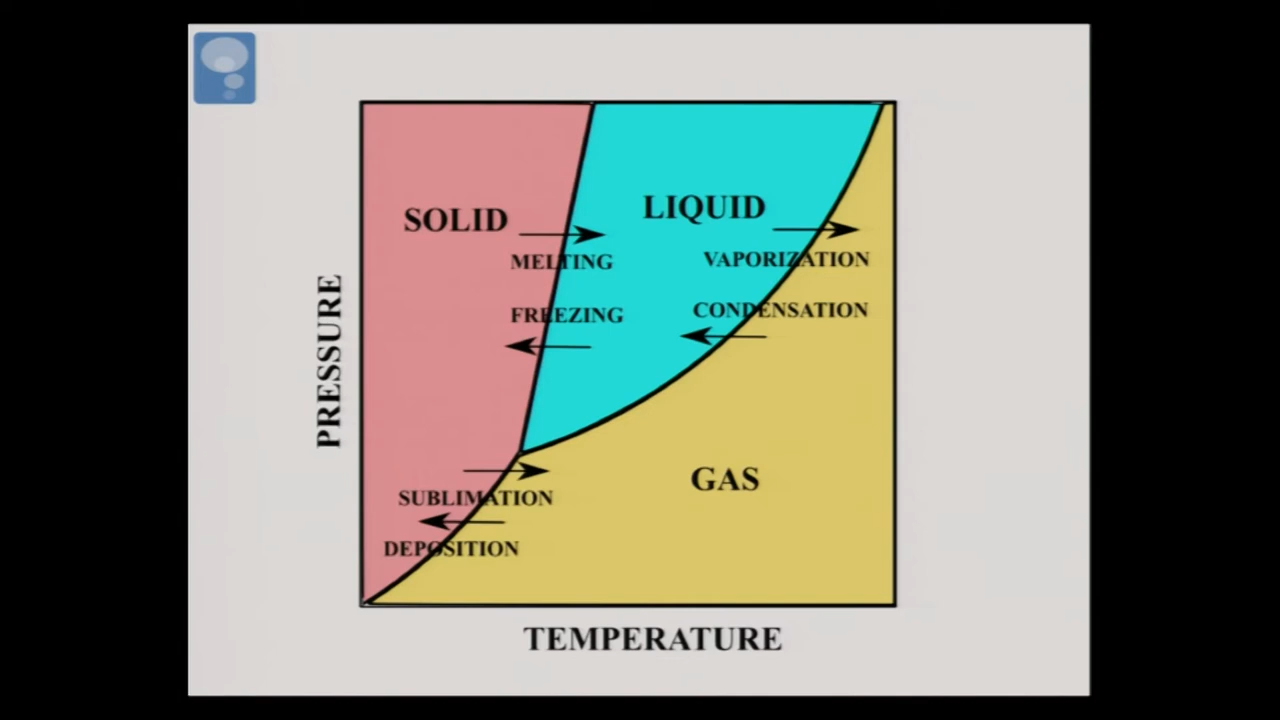 SOLID
LIQUID
MELTING
VAPORIZATION
FREEZING
CONDENSATION
PRESSURE
GAS
SUBLIMATION
DEPOSITION
TEMPERATURE